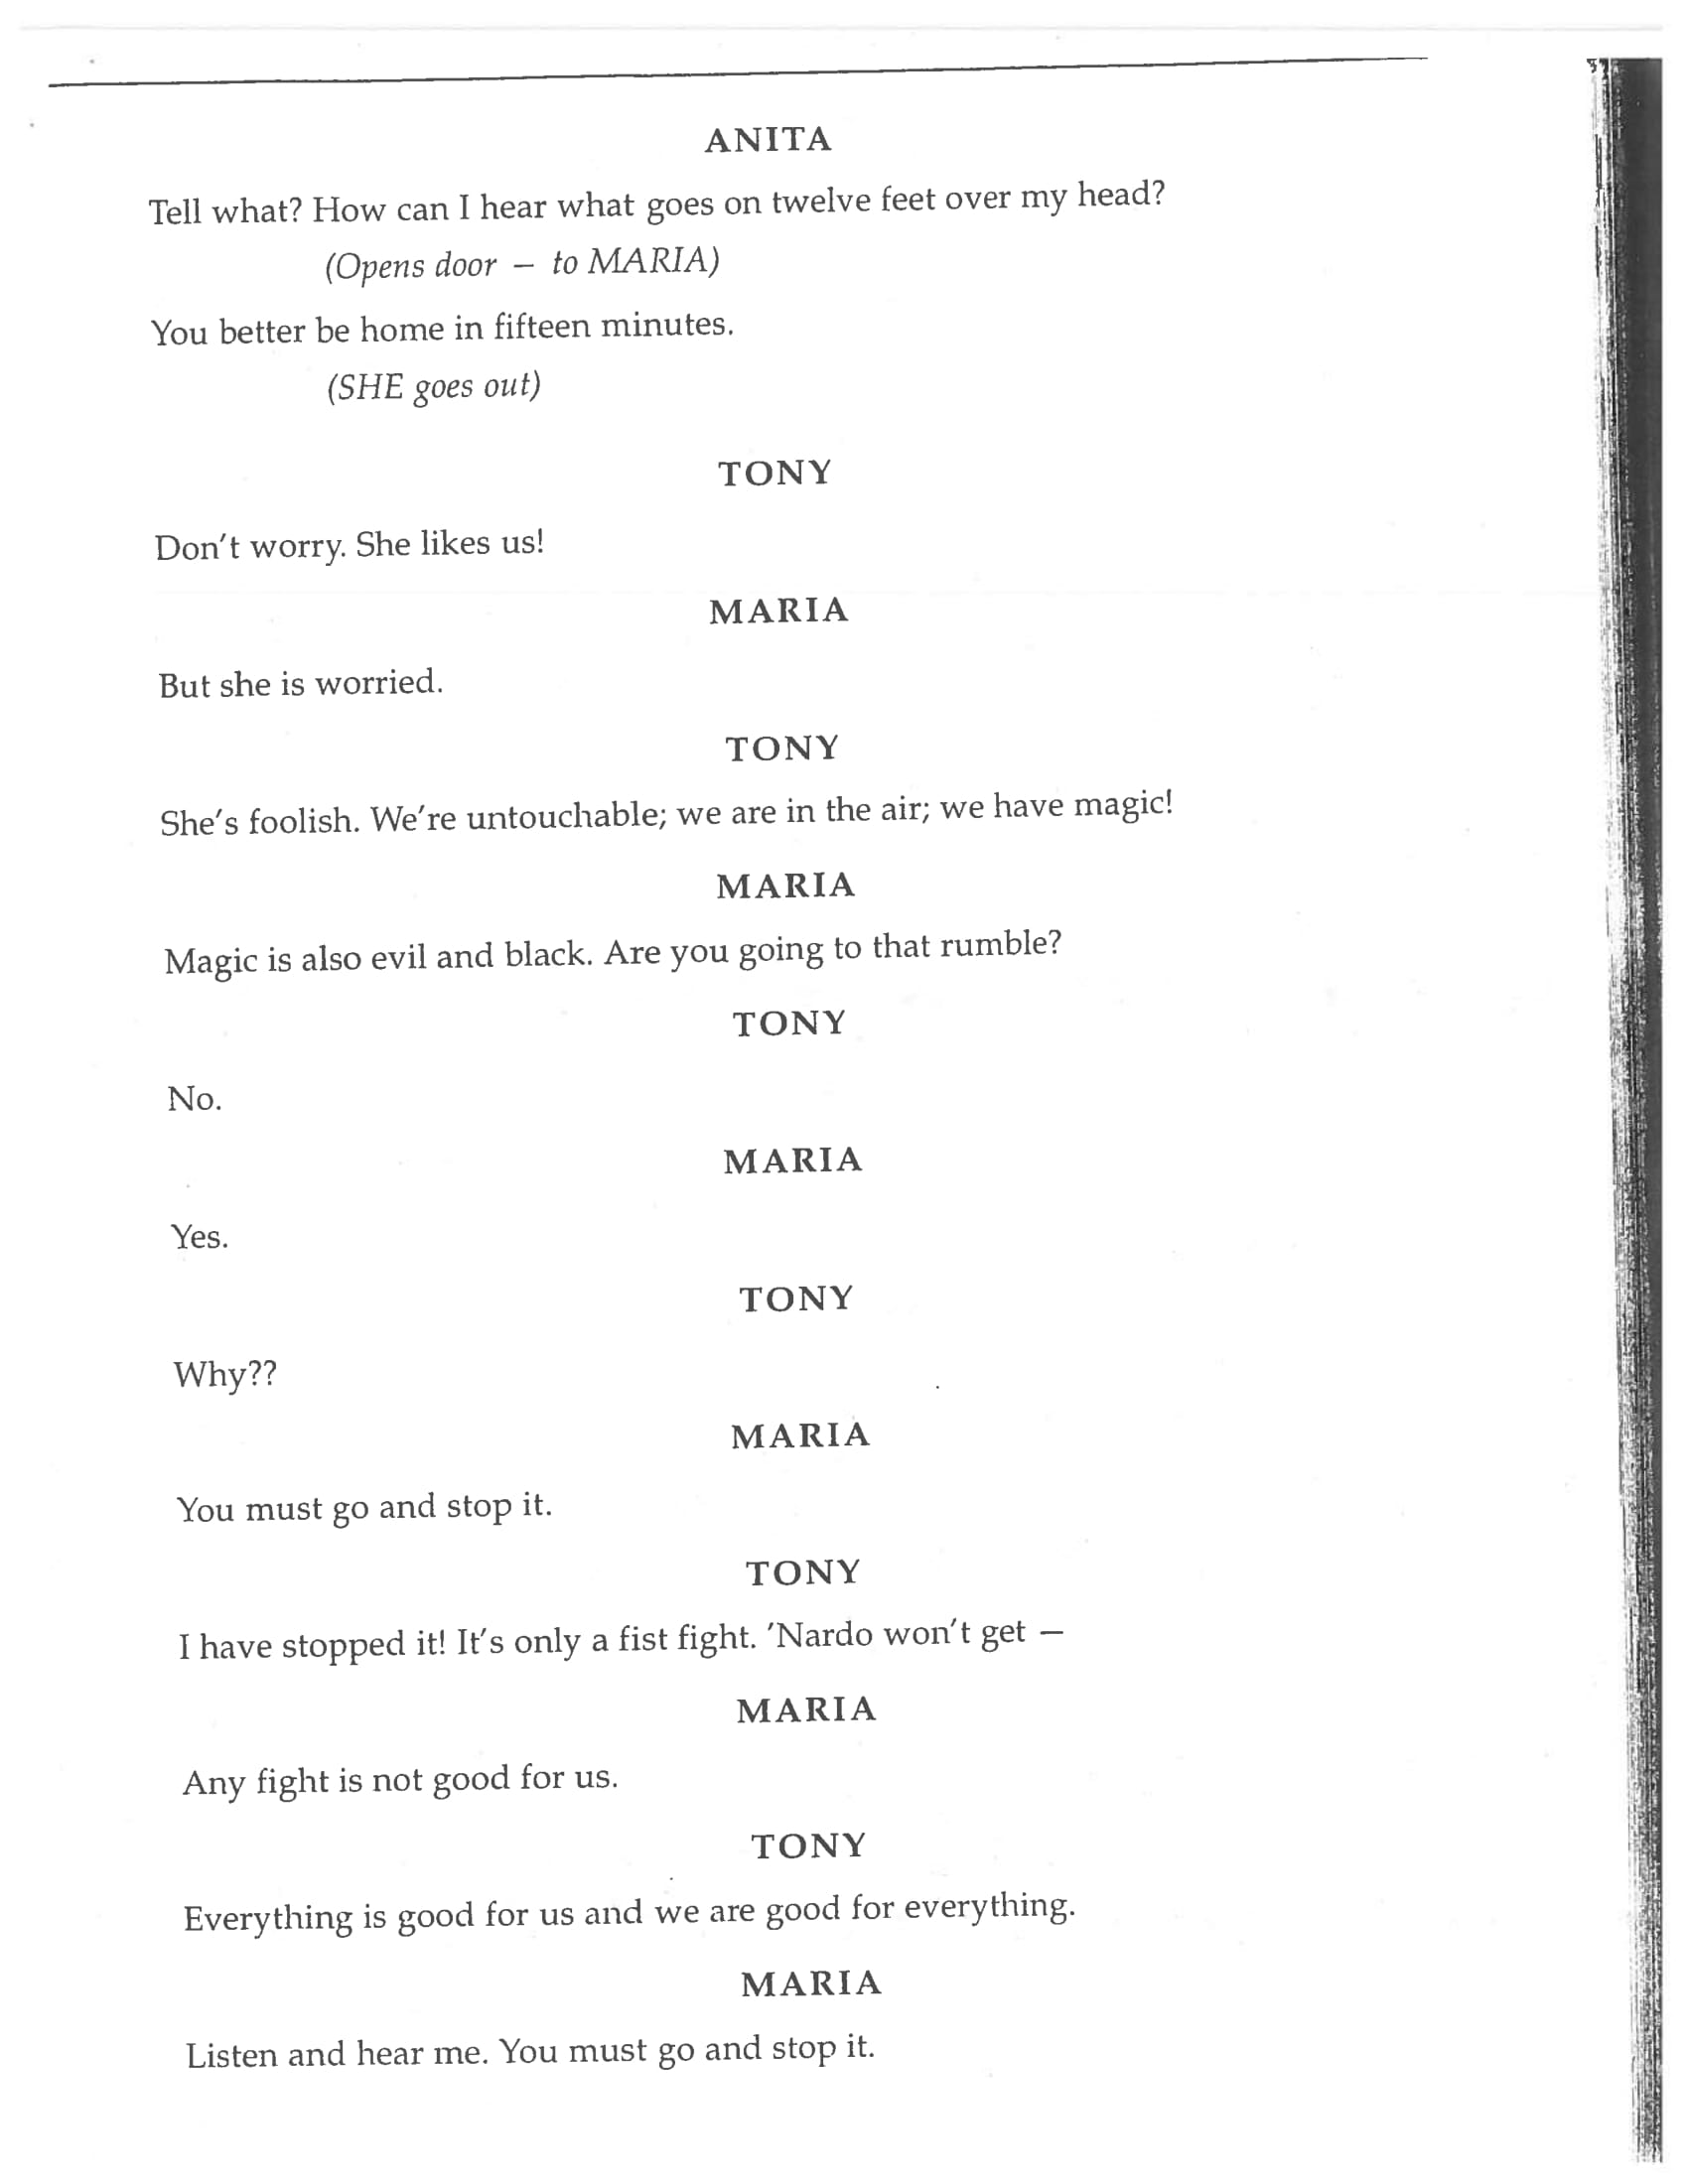 ANITA
Tell what? How can I hear what goes on twelve feet over my head?
(Opens door — to MARIA)
You better be home in fifteen minutes.
(SHE goes out)
TONY
Don't worry. She likes us!
MARIA
But she is worried.
TONY
She's foolish. We're untouchable; we are in the air; we have magic!
MARIA
Magic is also evil and black. Are you going to that rumble?
TONY
No.
MARIA
Yes.
TONY
Why??
MARIA
You must go and stop it.
TONY
I have stopped it! It's only a fist fight. 'Nardo won't get —
MARIA
Any fight is not good for us.
TONY
Everything is good for us and we are good for everything.
MARIA
Listen and hear me. You must go and stop it.